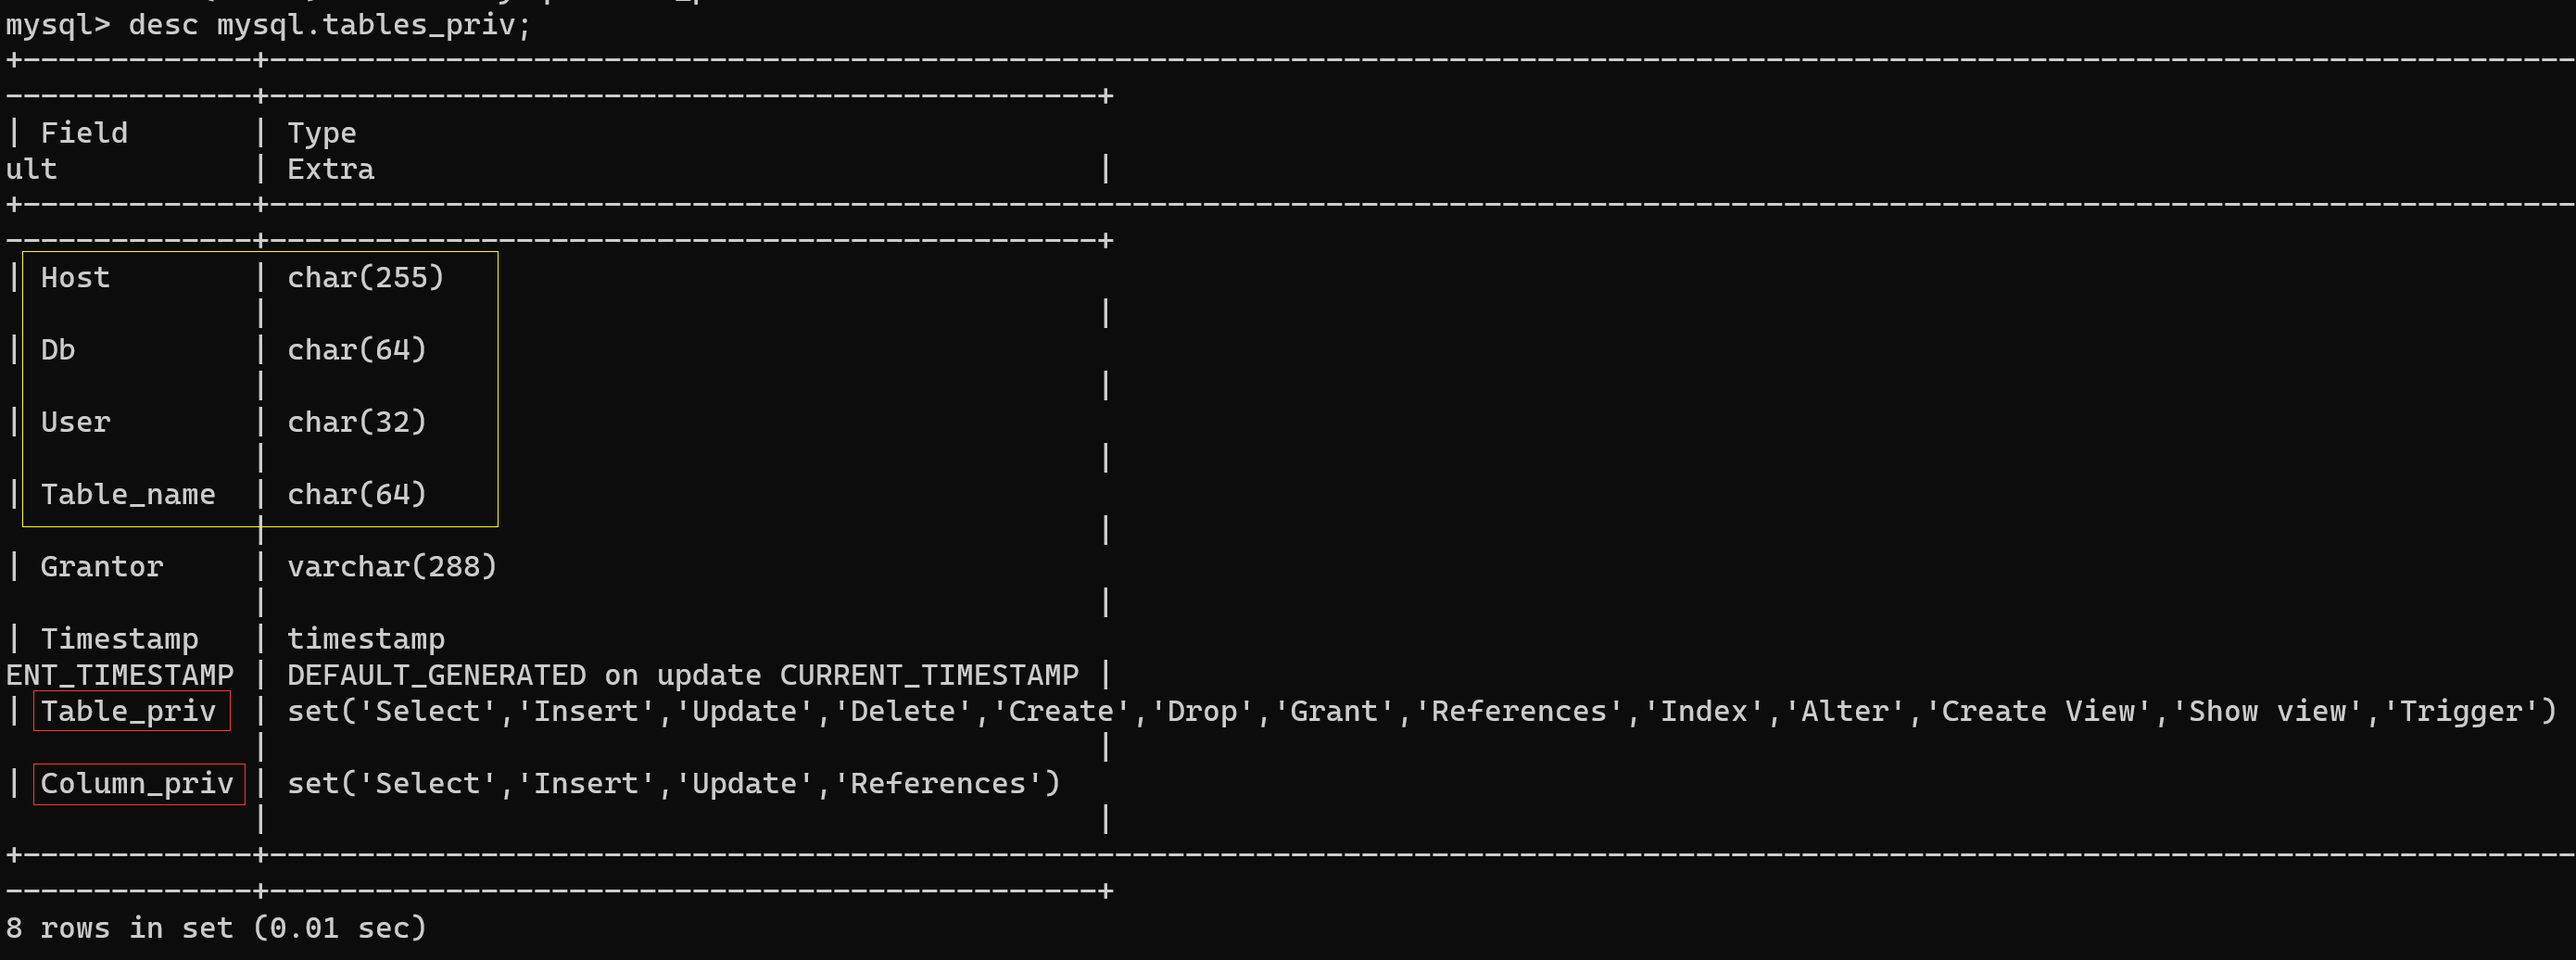 mysql> desc mysql.tables_priv;
+-------------+-----------------------------------------------------------------------------------------------------------------------------------
--------------+-----------------------------------------------+
| Field       | Type
ult           | Extra                                         |
+-------------+-----------------------------------------------------------------------------------------------------------------------------------
--------------+-----------------------------------------------+
| Host        | char(255)
              |                                               |
| Db          | char(64)
              |                                               |
| User        | char(32)
              |                                               |
| Table_name  | char(64)
              |                                               |
| Grantor     | varchar(288)
              |                                               |
| Timestamp   | timestamp
ENT_TIMESTAMP | DEFAULT_GENERATED on update CURRENT_TIMESTAMP |
| Table_priv  | set('Select','Insert','Update','Delete','Create','Drop','Grant','References','Index','Alter','Create View','Show view','Trigger')
              |                                               |
| Column_priv | set('Select','Insert','Update','References')
              |                                               |
+-------------+-----------------------------------------------------------------------------------------------------------------------------------
--------------+-----------------------------------------------+
8 rows in set (0.01 sec)